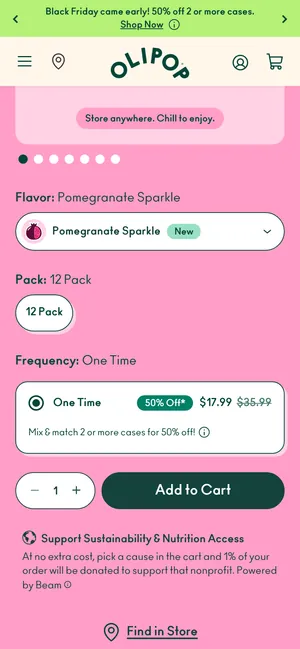 Black Friday came early! 50% off 2 or more cases.
Shop Now
OLIPOP
Store anywhere. Chill to enjoy.
Flavor: Pomegranate Sparkle
Pomegranate Sparkle New
Pack: 12 Pack
12 Pack
Frequency: One Time
One Time 50% Off* $17.99 $35.99
Mix & match 2 or more cases for 50% off!
− 1 + Add to Cart
Support Sustainability & Nutrition Access
At no extra cost, pick a cause in the cart and 1% of your
order will be donated to support that nonprofit. Powered
by Beam
Find in Store